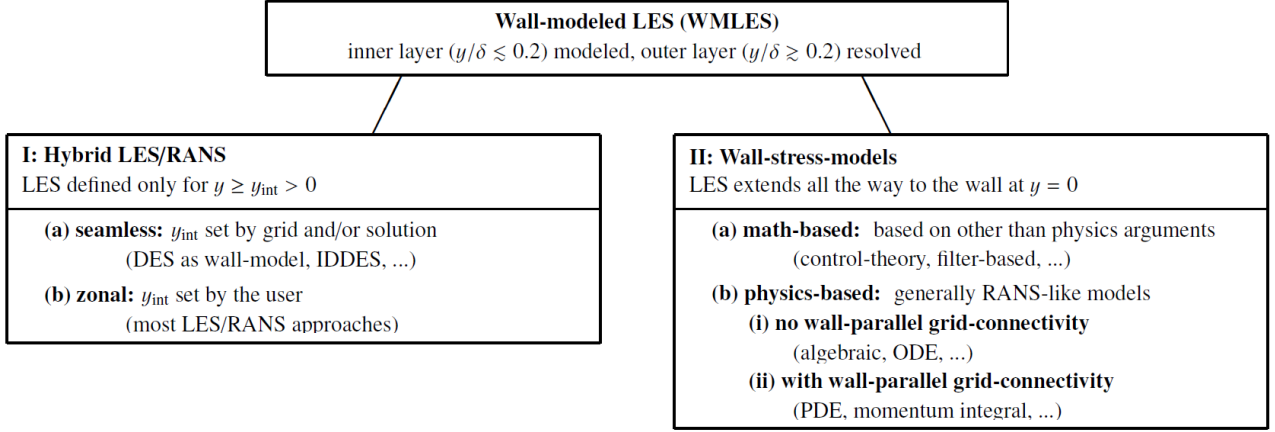 Wall-modeled LES (WMLES)
inner layer (y/δ ≲ 0.2) modeled, outer layer (y/δ ≳ 0.2) resolved
I: Hybrid LES/RANS
LES defined only for y ≥ y_int > 0
(a) seamless: y_int set by grid and/or solution
(DES as wall-model, IDDES, ...)
(b) zonal: y_int set by the user
(most LES/RANS approaches)
II: Wall-stress-models
LES extends all the way to the wall at y = 0
(a) math-based: based on other than physics arguments
(control-theory, filter-based, ...)
(b) physics-based: generally RANS-like models
(i) no wall-parallel grid-connectivity
(algebraic, ODE, ...)
(ii) with wall-parallel grid-connectivity
(PDE, momentum integral, ...)